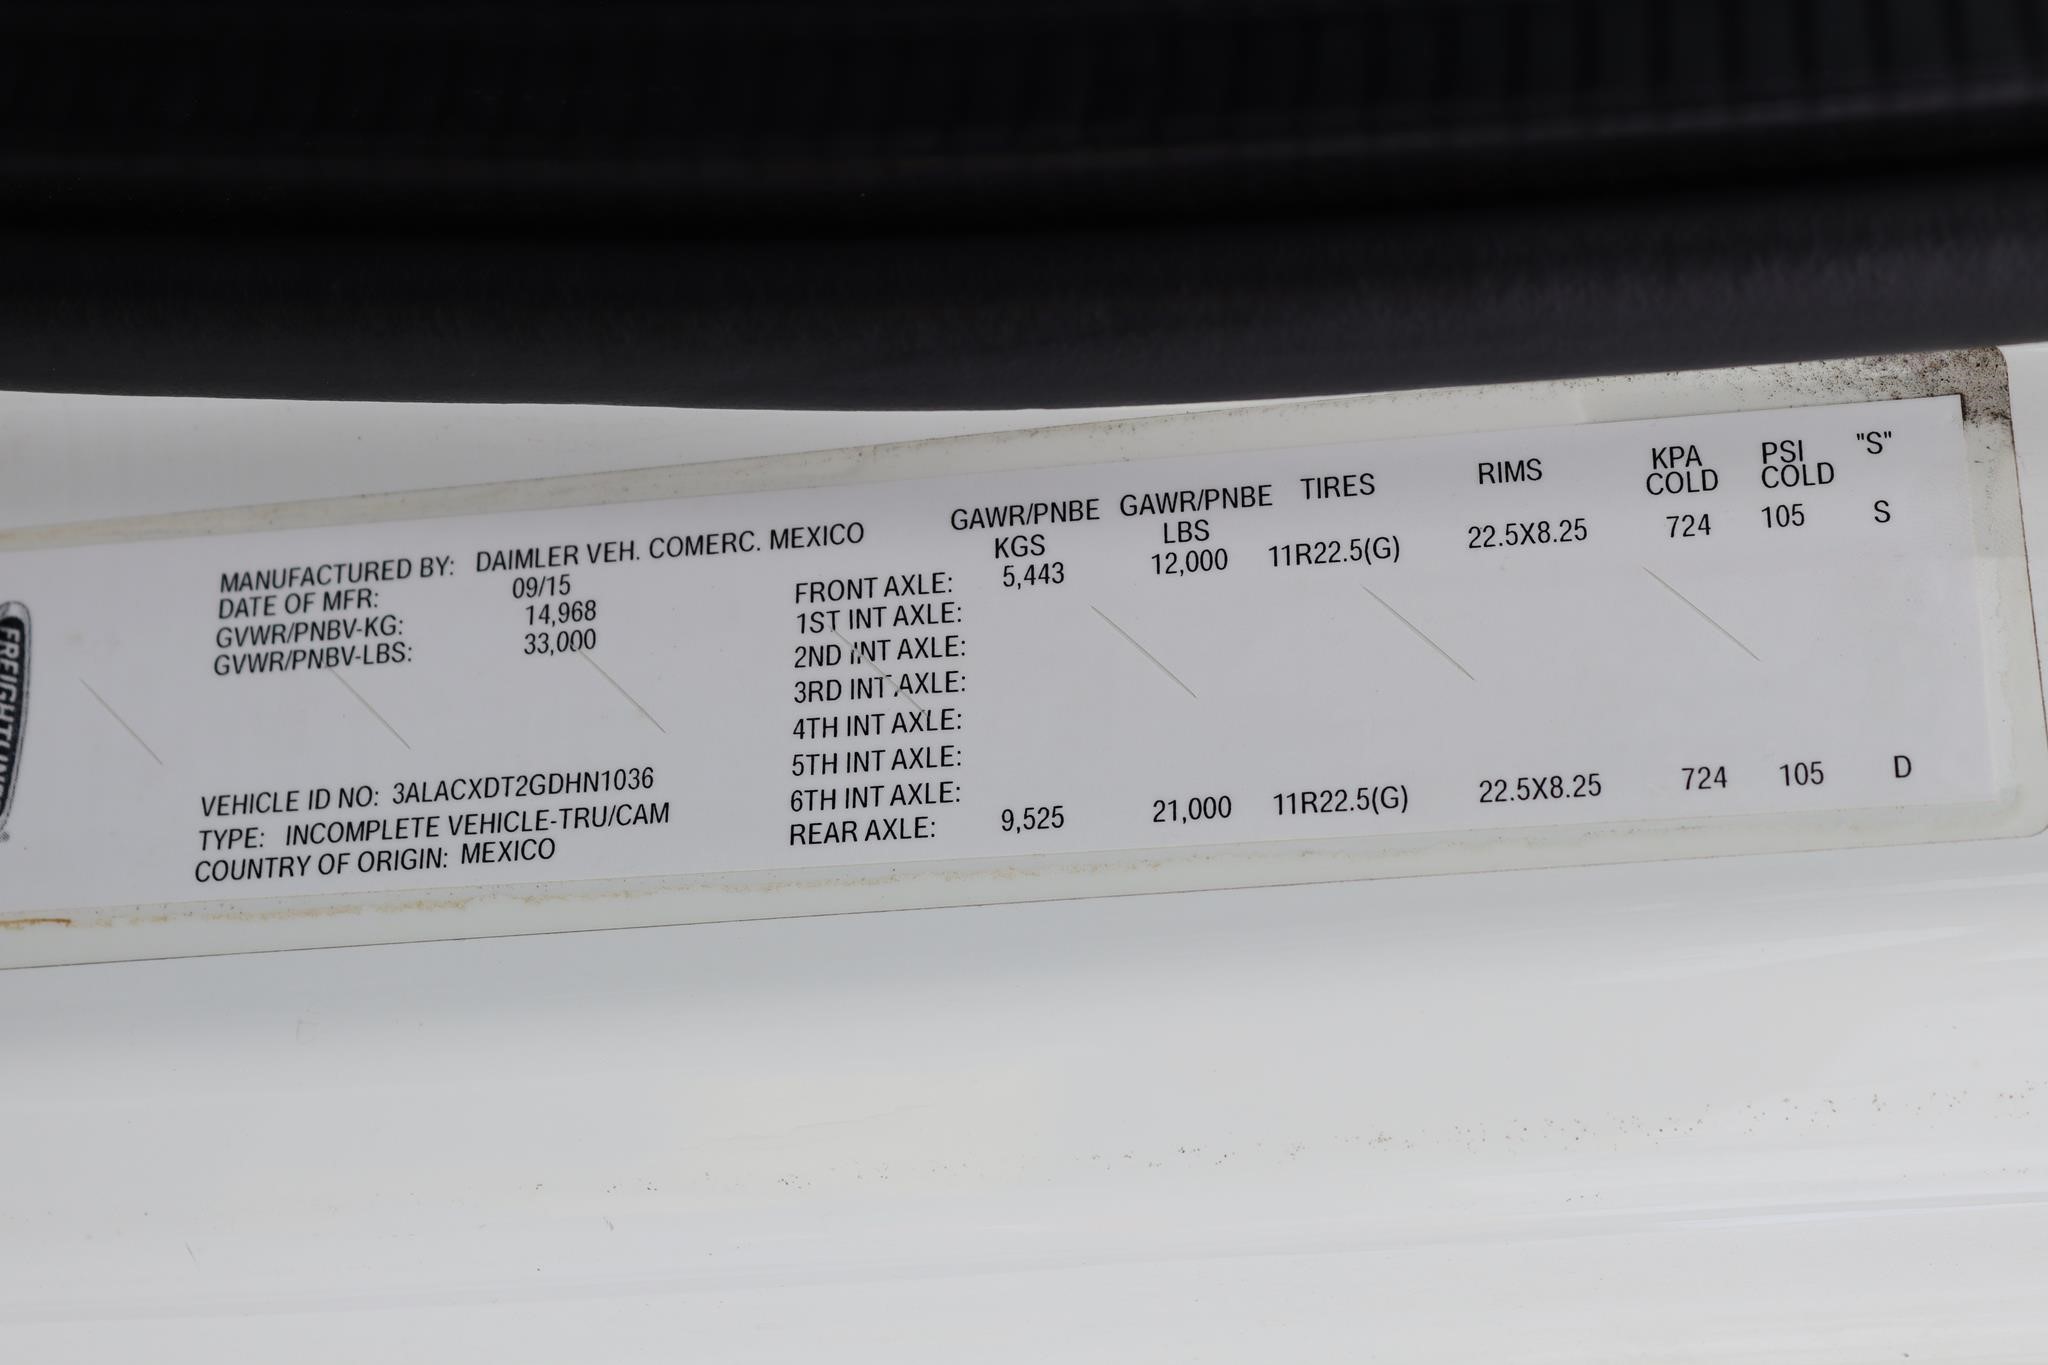 FREIGHTLINE
MANUFACTURED BY: DAIMLER VEH. COMERC. MEXICO
DATE OF MFR: 09/15
GVWR/PNBV-KG: 14,968
GVWR/PNBV-LBS: 33,000
VEHICLE ID NO: 3ALACXDT2GDHN1036
TYPE: INCOMPLETE VEHICLE-TRU/CAM
COUNTRY OF ORIGIN: MEXICO
GAWR/PNBE GAWR/PNBE TIRES RIMS KPA PSI "S"
KGS LBS COLD COLD
FRONT AXLE: 5,443 12,000 11R22.5(G) 22.5X8.25 724 105 S
1ST INT AXLE:
2ND INT AXLE:
3RD INT AXLE:
4TH INT AXLE:
5TH INT AXLE:
6TH INT AXLE:
REAR AXLE: 9,525 21,000 11R22.5(G) 22.5X8.25 724 105 D